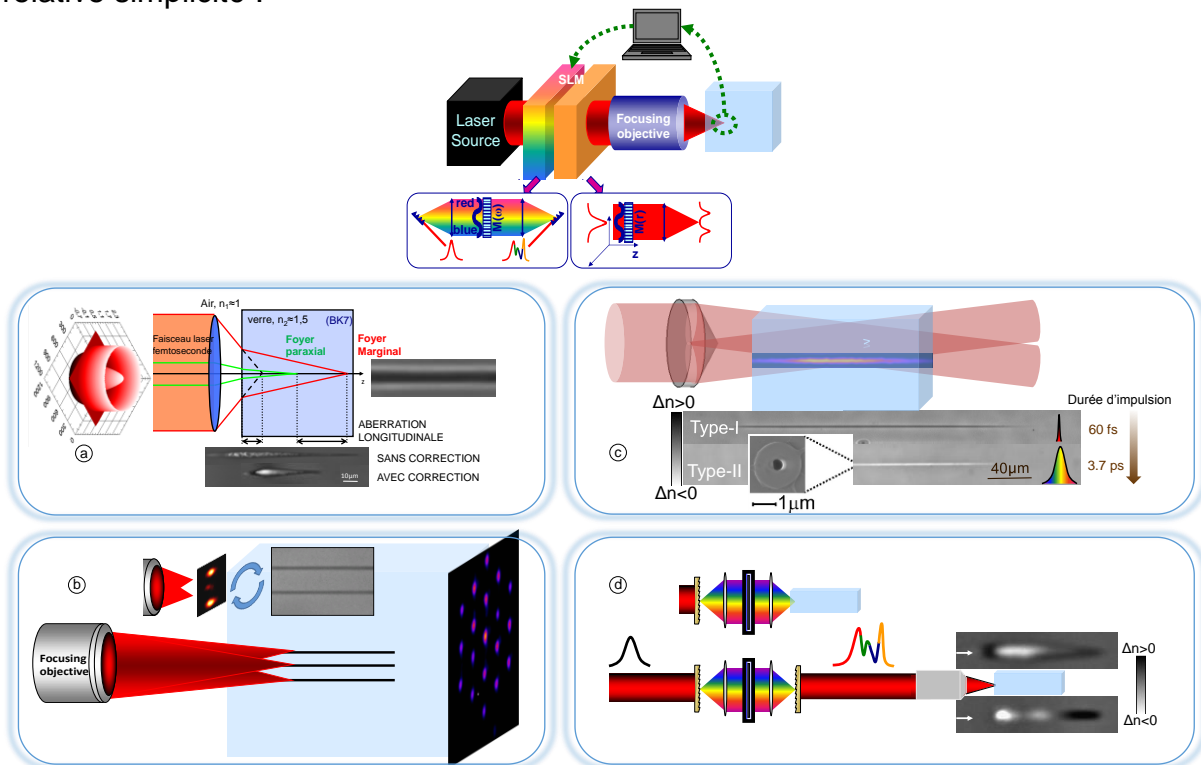 relative simplicité :
SLM
Laser
Source
Focusing
objective
red
blue
M(ω)
M(r)
z
Air, n1≈1
verre, n2≈1,5
(BK7)
Faisceau laser
femtoseconde
Foyer
paraxial
Foyer
Marginal
z
ABERRATION
LONGITUDINALE
SANS CORRECTION
AVEC CORRECTION
10µm
a
Δn>0
Δn<0
Type-I
Type-II
1µm
40µm
Durée d'impulsion
60 fs
3.7 ps
c
b
Focusing
objective
d
Δn>0
Δn<0